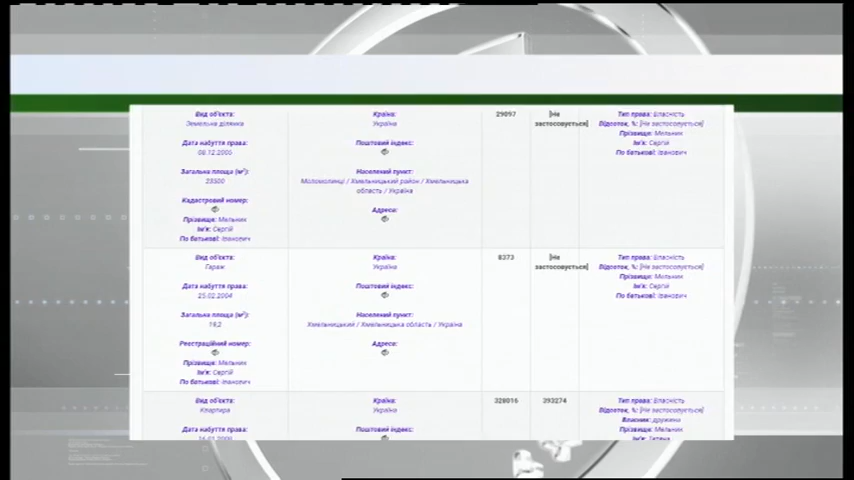 Вид об'єкта:
Земельна ділянка
Дата набуття права:
08.12.2005
Загальна площа (м²):
23500
Кадастровий номер:
Прізвище: Мельник
Ім'я: Сергій
По батькові: Іванович
Країна:
Україна
Поштовий індекс:
Населений пункт:
Моломолинці / Хмельницький район / Хмельницька
область / Україна
Адреса:
29097
[Не
застосовується]
Тип права: Власність
Відсоток, %: [Не застосовується]
Прізвище: Мельник
Ім'я: Сергій
По батькові: Іванович
Вид об'єкта:
Гараж
Дата набуття права:
25.02.2004
Загальна площа (м²):
19,2
Реєстраційний номер:
Прізвище: Мельник
Ім'я: Сергій
По батькові: Іванович
Країна:
Україна
Поштовий індекс:
Населений пункт:
Хмельницький / Хмельницька область / Україна
Адреса:
8373
[Не
застосовується]
Тип права: Власність
Відсоток, %: [Не застосовується]
Прізвище: Мельник
Ім'я: Сергій
По батькові: Іванович
Вид об'єкта:
Квартира
Дата набуття права:
Країна:
Україна
Поштовий індекс:
328016
393274
Тип права: Власність
Відсоток, %: [Не застосовується]
Власник: дружина
Прізвище: Мельник
Ім'я: Тетяна